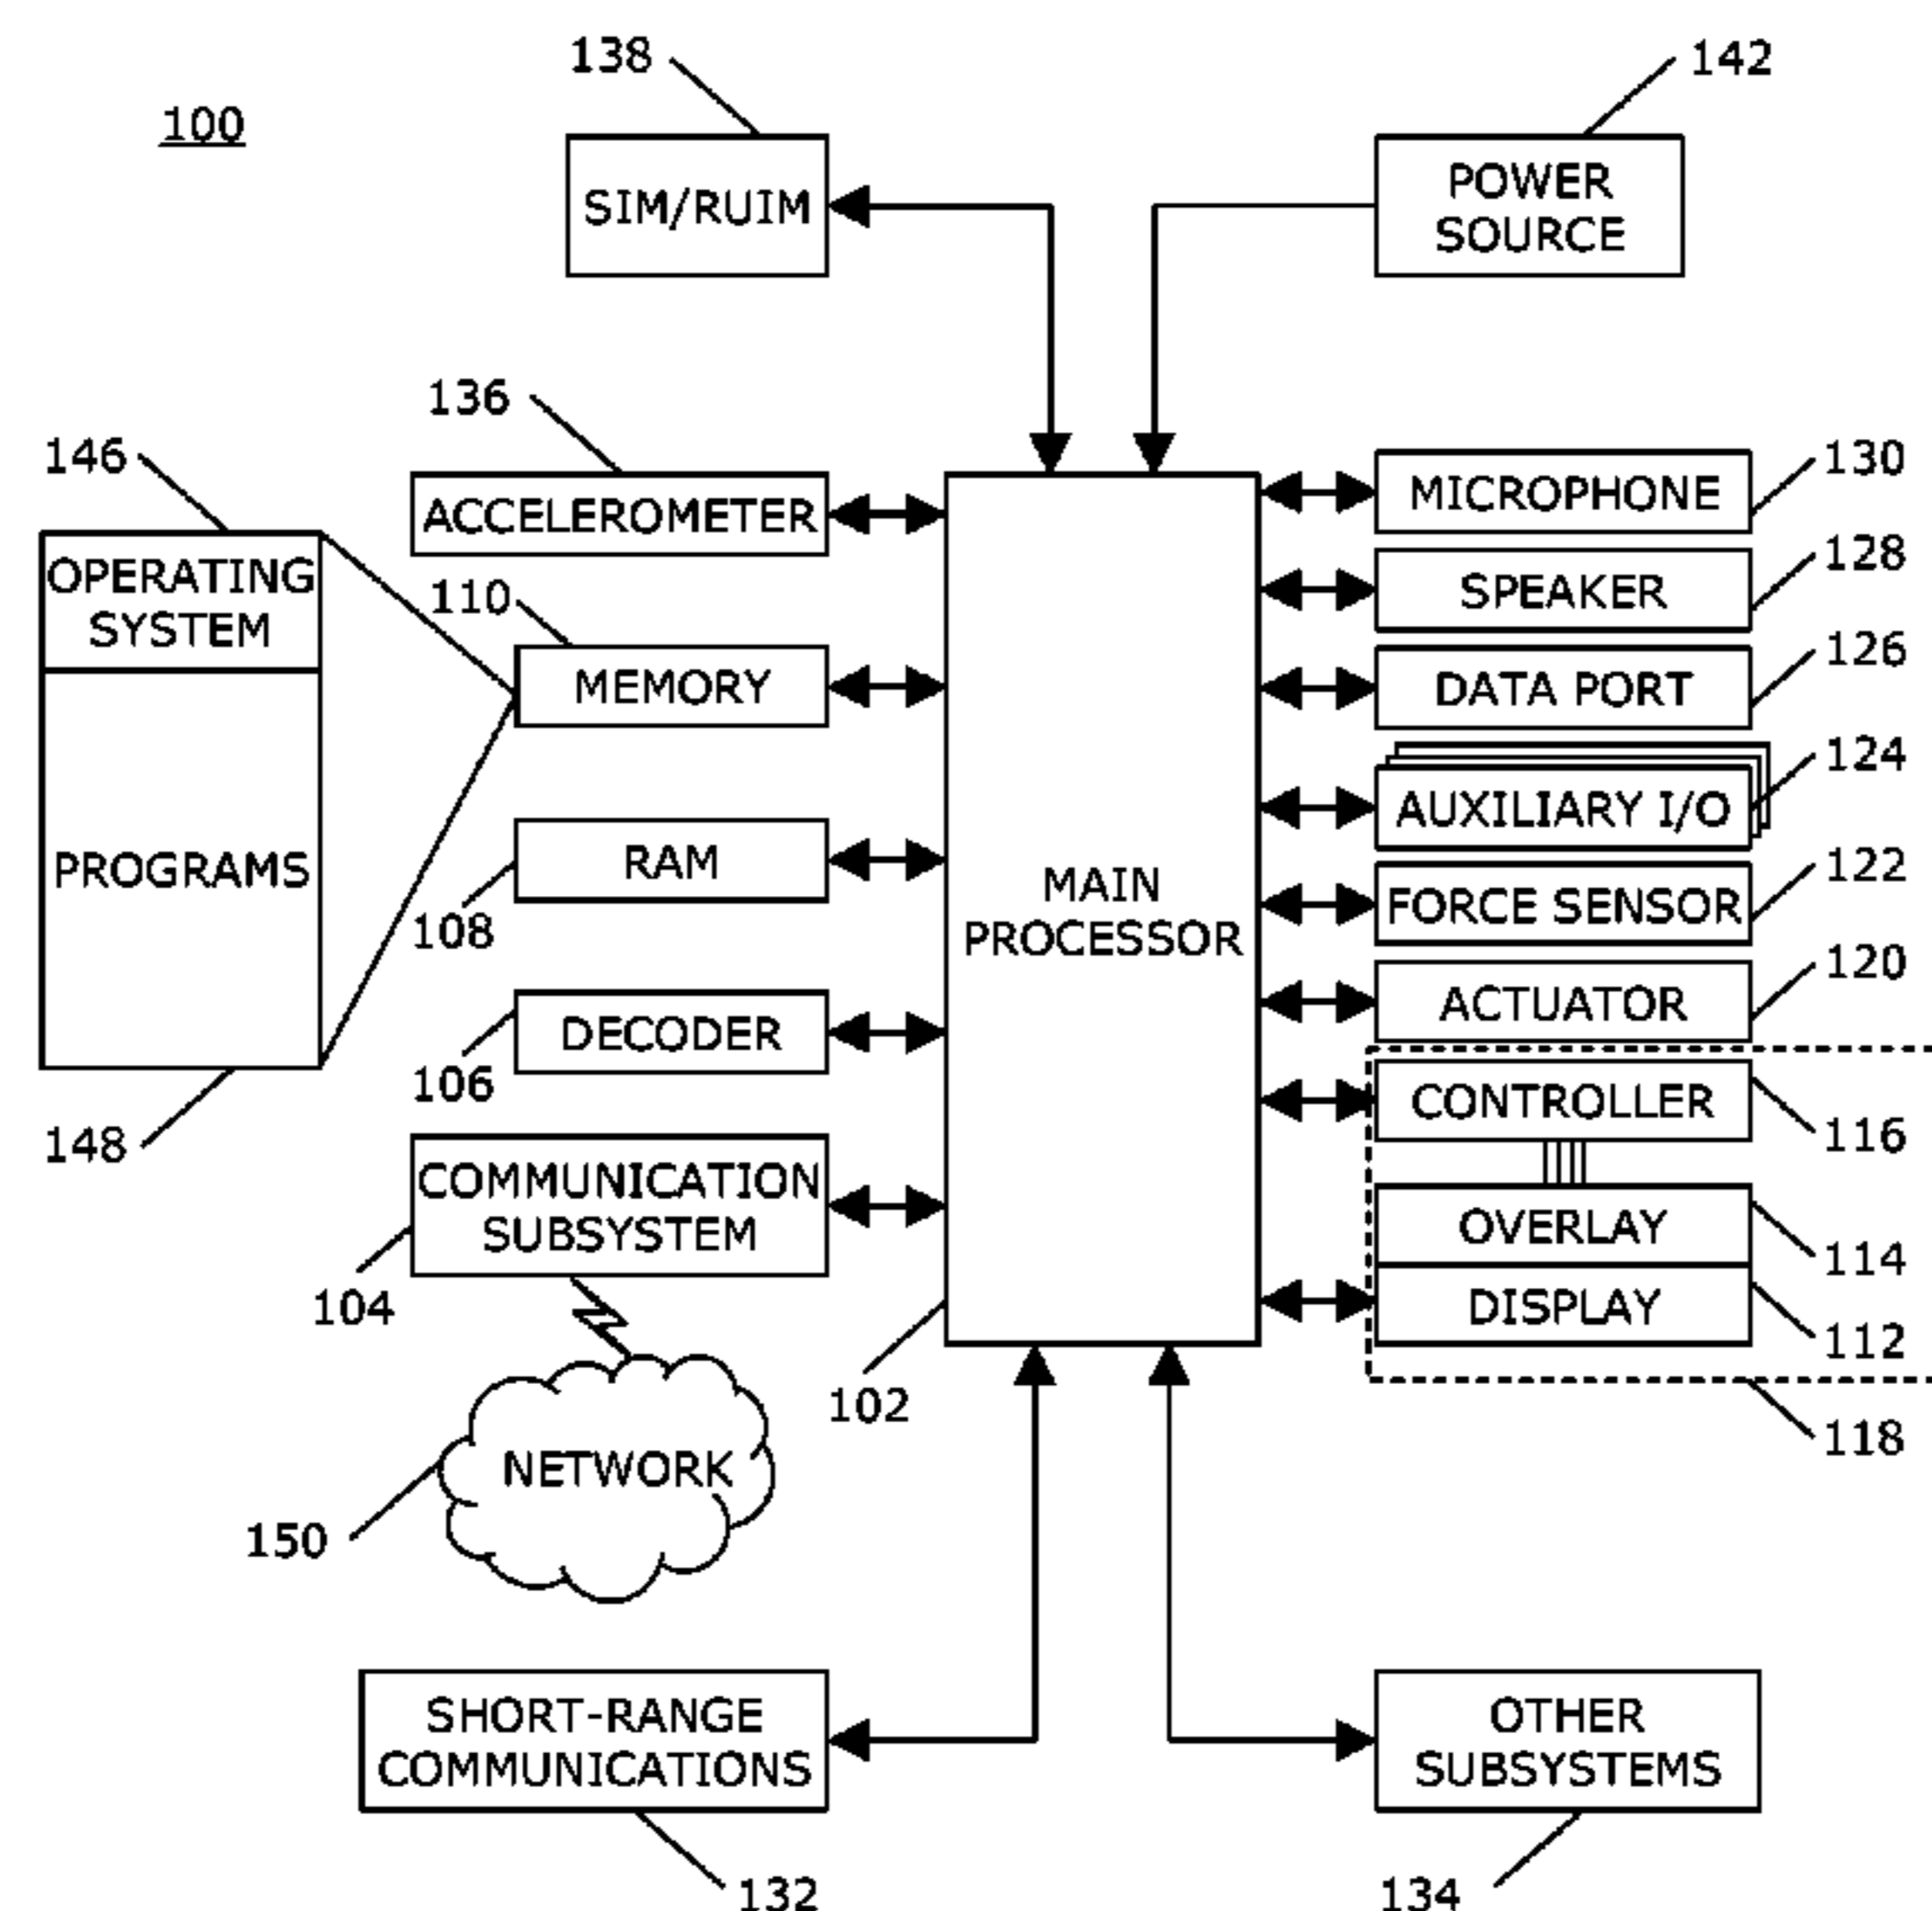 138
142
100
SIM/RUIM
POWER
SOURCE
136
146
130
ACCELEROMETER
MICROPHONE
OPERATING
SYSTEM
110
128
SPEAKER
MEMORY
126
DATA PORT
124
AUXILIARY I/O
PROGRAMS
RAM
108
MAIN
PROCESSOR
122
FORCE SENSOR
120
ACTUATOR
DECODER
106
CONTROLLER
116
148
COMMUNICATION
SUBSYSTEM
104
OVERLAY
114
DISPLAY
112
102
118
NETWORK
150
SHORT-RANGE
COMMUNICATIONS
OTHER
SUBSYSTEMS
132
134